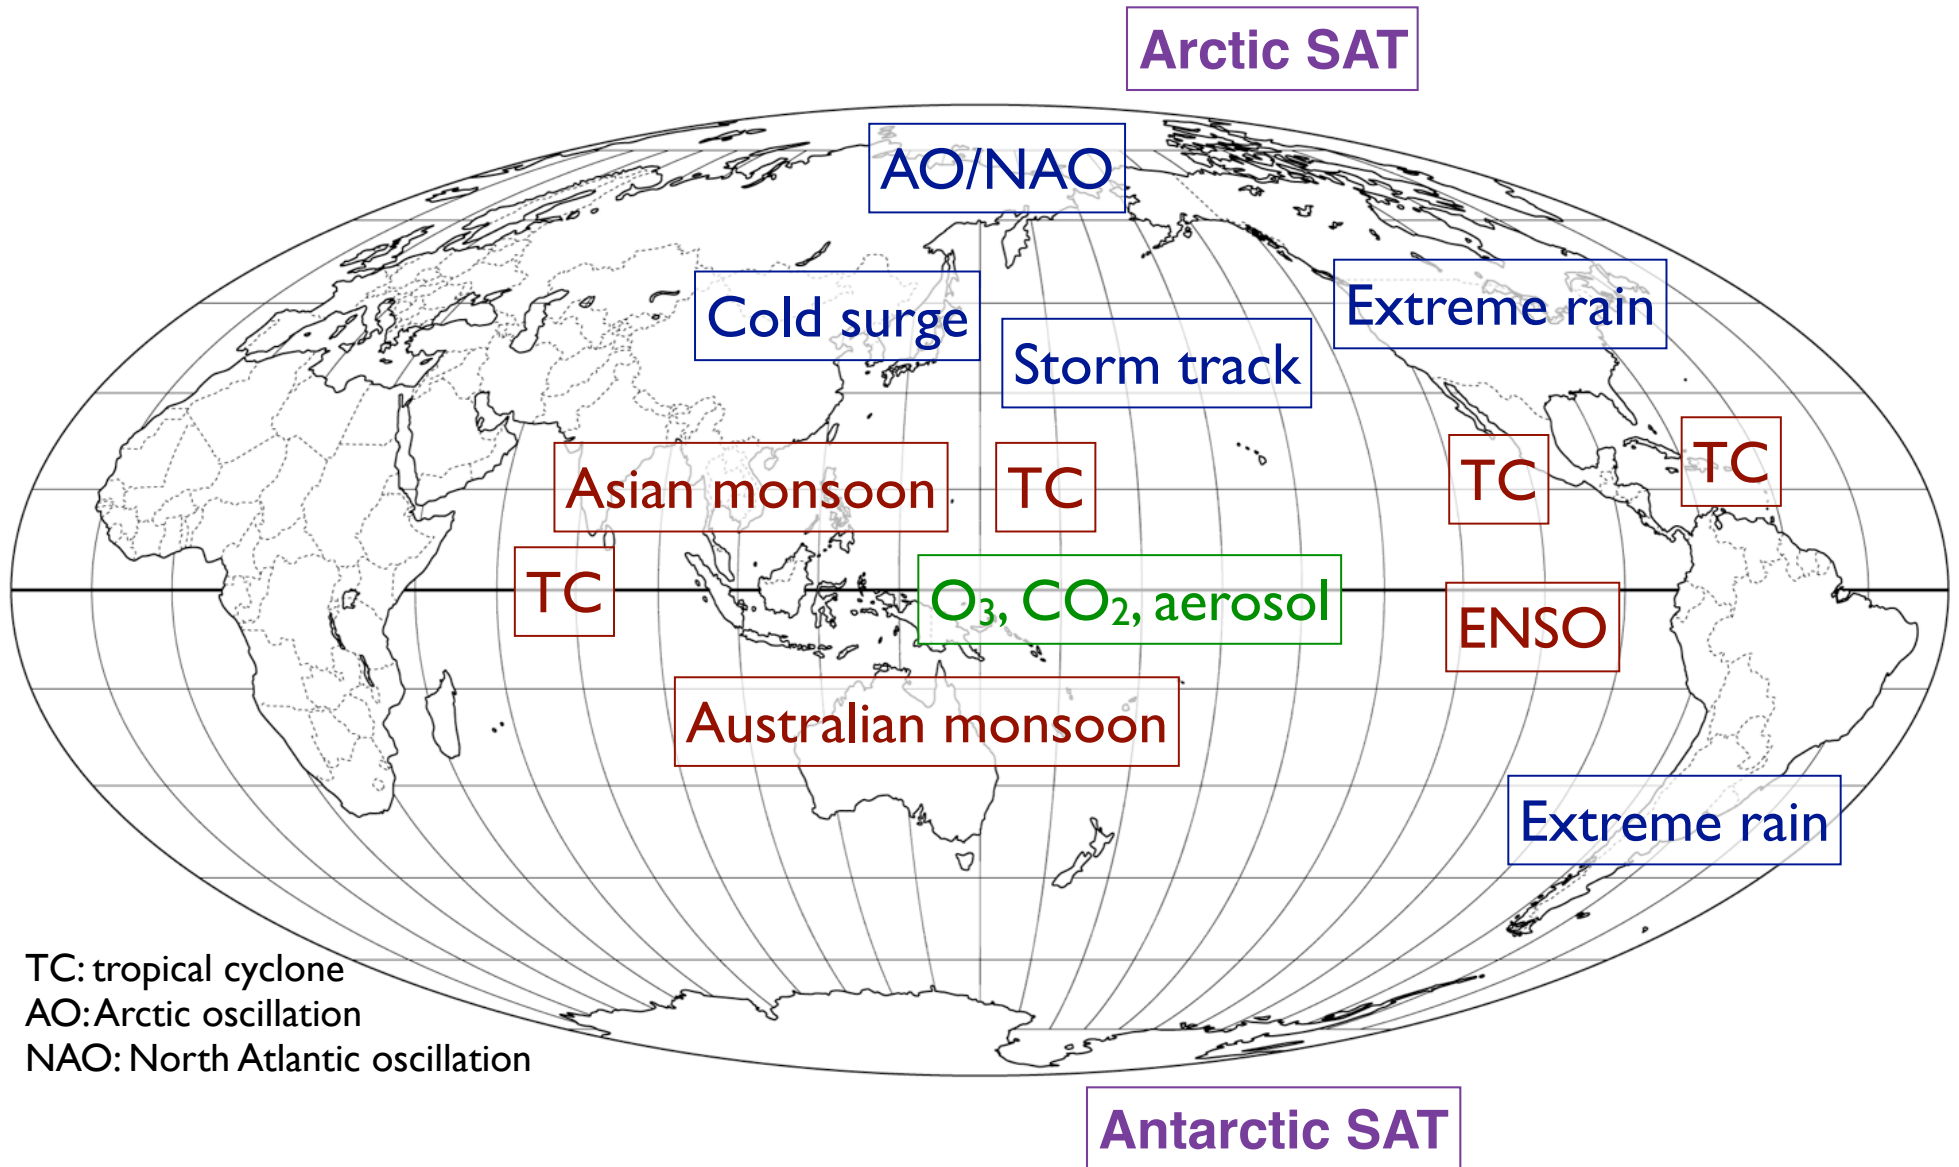 Arctic SAT
AO/NAO
Cold surge
Extreme rain
Storm track
Asian monsoon
TC
TC
TC
TC
O₃, CO₂, aerosol
ENSO
Australian monsoon
Extreme rain
TC: tropical cyclone
AO: Arctic oscillation
NAO: North Atlantic oscillation
Antarctic SAT